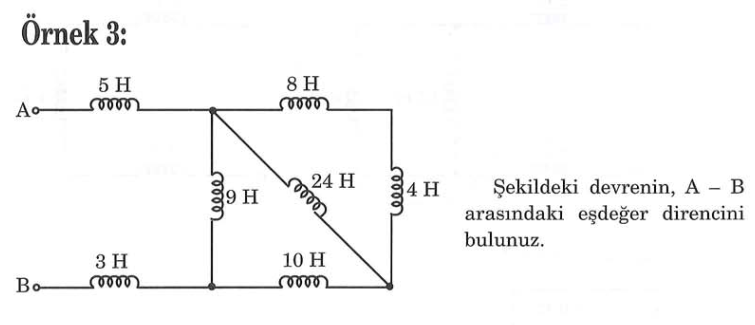 Örnek 3:
5 H
8 H
A
24 H
9 H
4 H
Şekildeki devrenin, A – B
arasındaki eşdeğer direncini
bulunuz.
3 H
10 H
B